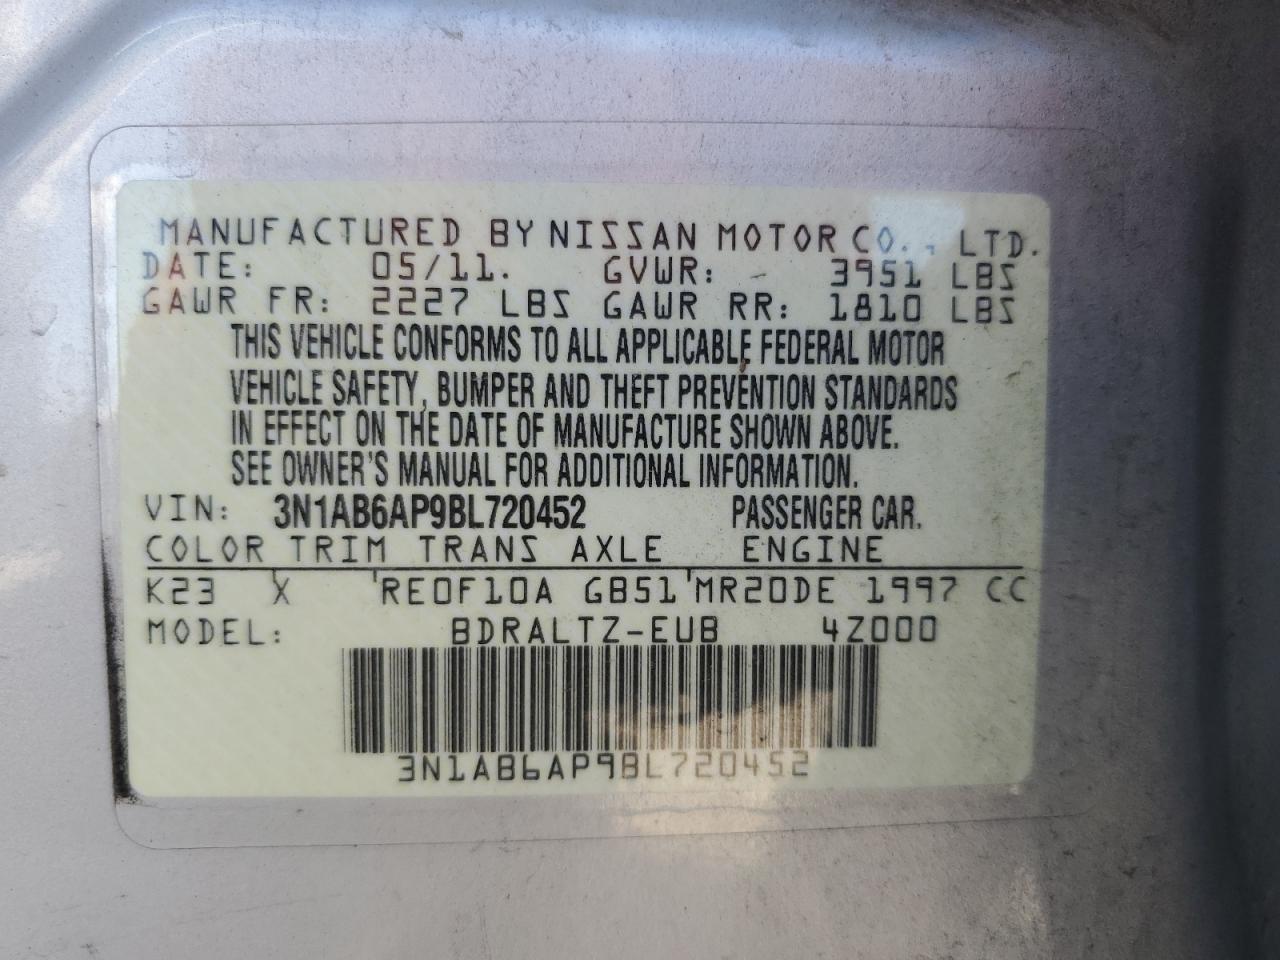 MANUFACTURED BY NISSAN MOTOR CO., LTD.
DATE: 05/11. GVWR: 3951 LBS
GAWR FR: 2227 LBS GAWR RR: 1810 LBS
THIS VEHICLE CONFORMS TO ALL APPLICABLE FEDERAL MOTOR
VEHICLE SAFETY, BUMPER AND THEFT PREVENTION STANDARDS
IN EFFECT ON THE DATE OF MANUFACTURE SHOWN ABOVE.
SEE OWNER'S MANUAL FOR ADDITIONAL INFORMATION.
VIN: 3N1AB6AP9BL720452 PASSENGER CAR.
COLOR TRIM TRANS AXLE ENGINE
K23 X RE0F10A GB51 MR20DE 1997 CC
MODEL: BDRALTZ-EUB 4Z000
3N1AB6AP9BL720452